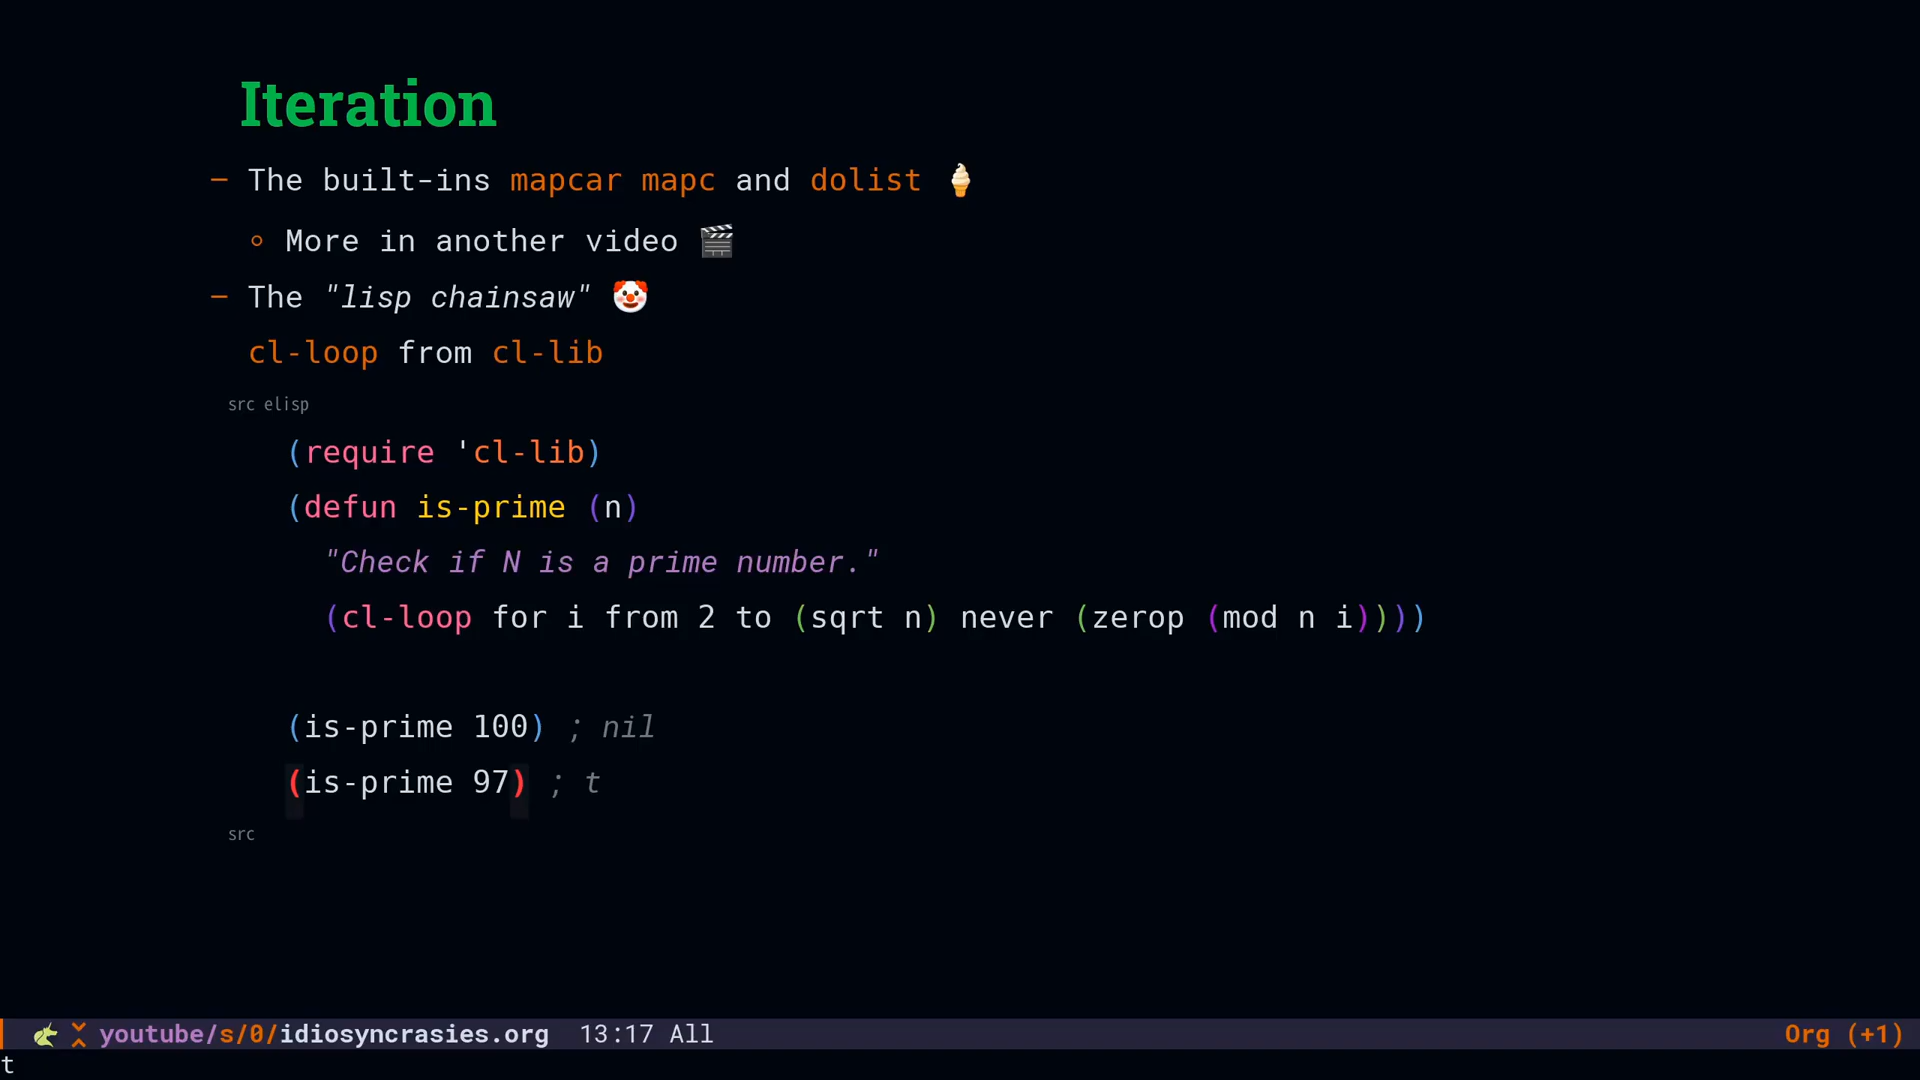 Iteration
– The built-ins mapcar mapc and dolist 🍦
∘ More in another video 🎬
– The "lisp chainsaw" 🤡
cl-loop from cl-lib
src elisp
(require 'cl-lib)
(defun is-prime (n)
"Check if N is a prime number."
(cl-loop for i from 2 to (sqrt n) never (zerop (mod n i))))
(is-prime 100) ; nil
(is-prime 97) ; t
src
youtube/s/0/idiosyncrasies.org 13:17 All Org (+1)
t